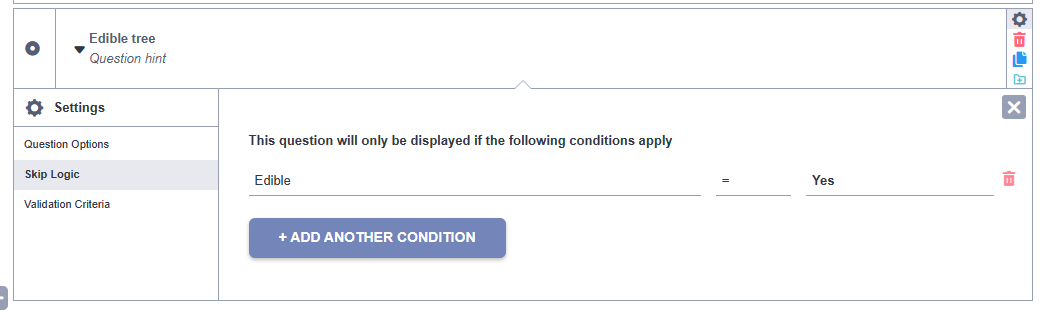 Edible tree
Question hint
Settings
Question Options
Skip Logic
Validation Criteria
This question will only be displayed if the following conditions apply
Edible = Yes
+ ADD ANOTHER CONDITION